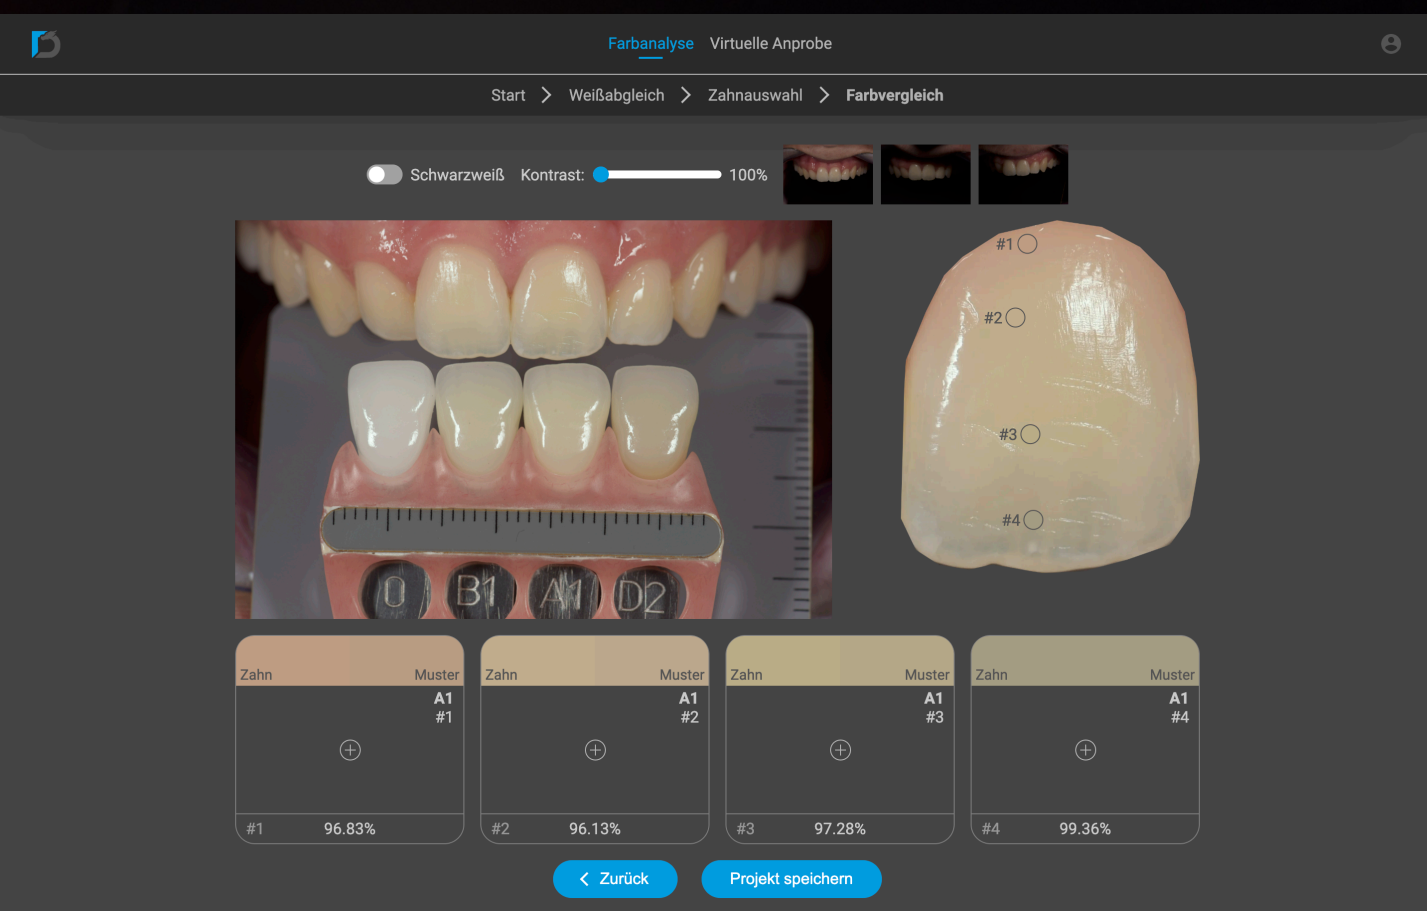 Farbanalyse Virtuelle Anprobe
Start Weißabgleich Zahnauswahl Farbvergleich
Schwarzweiß Kontrast: 100%
#1
#2
#3
#4
0 B1 A1 D2
Zahn Muster
A1
#1
#1 96.83%
Zahn Muster
A1
#2
#2 96.13%
Zahn Muster
A1
#3
#3 97.28%
Zahn Muster
A1
#4
#4 99.36%
Zurück Projekt speichern